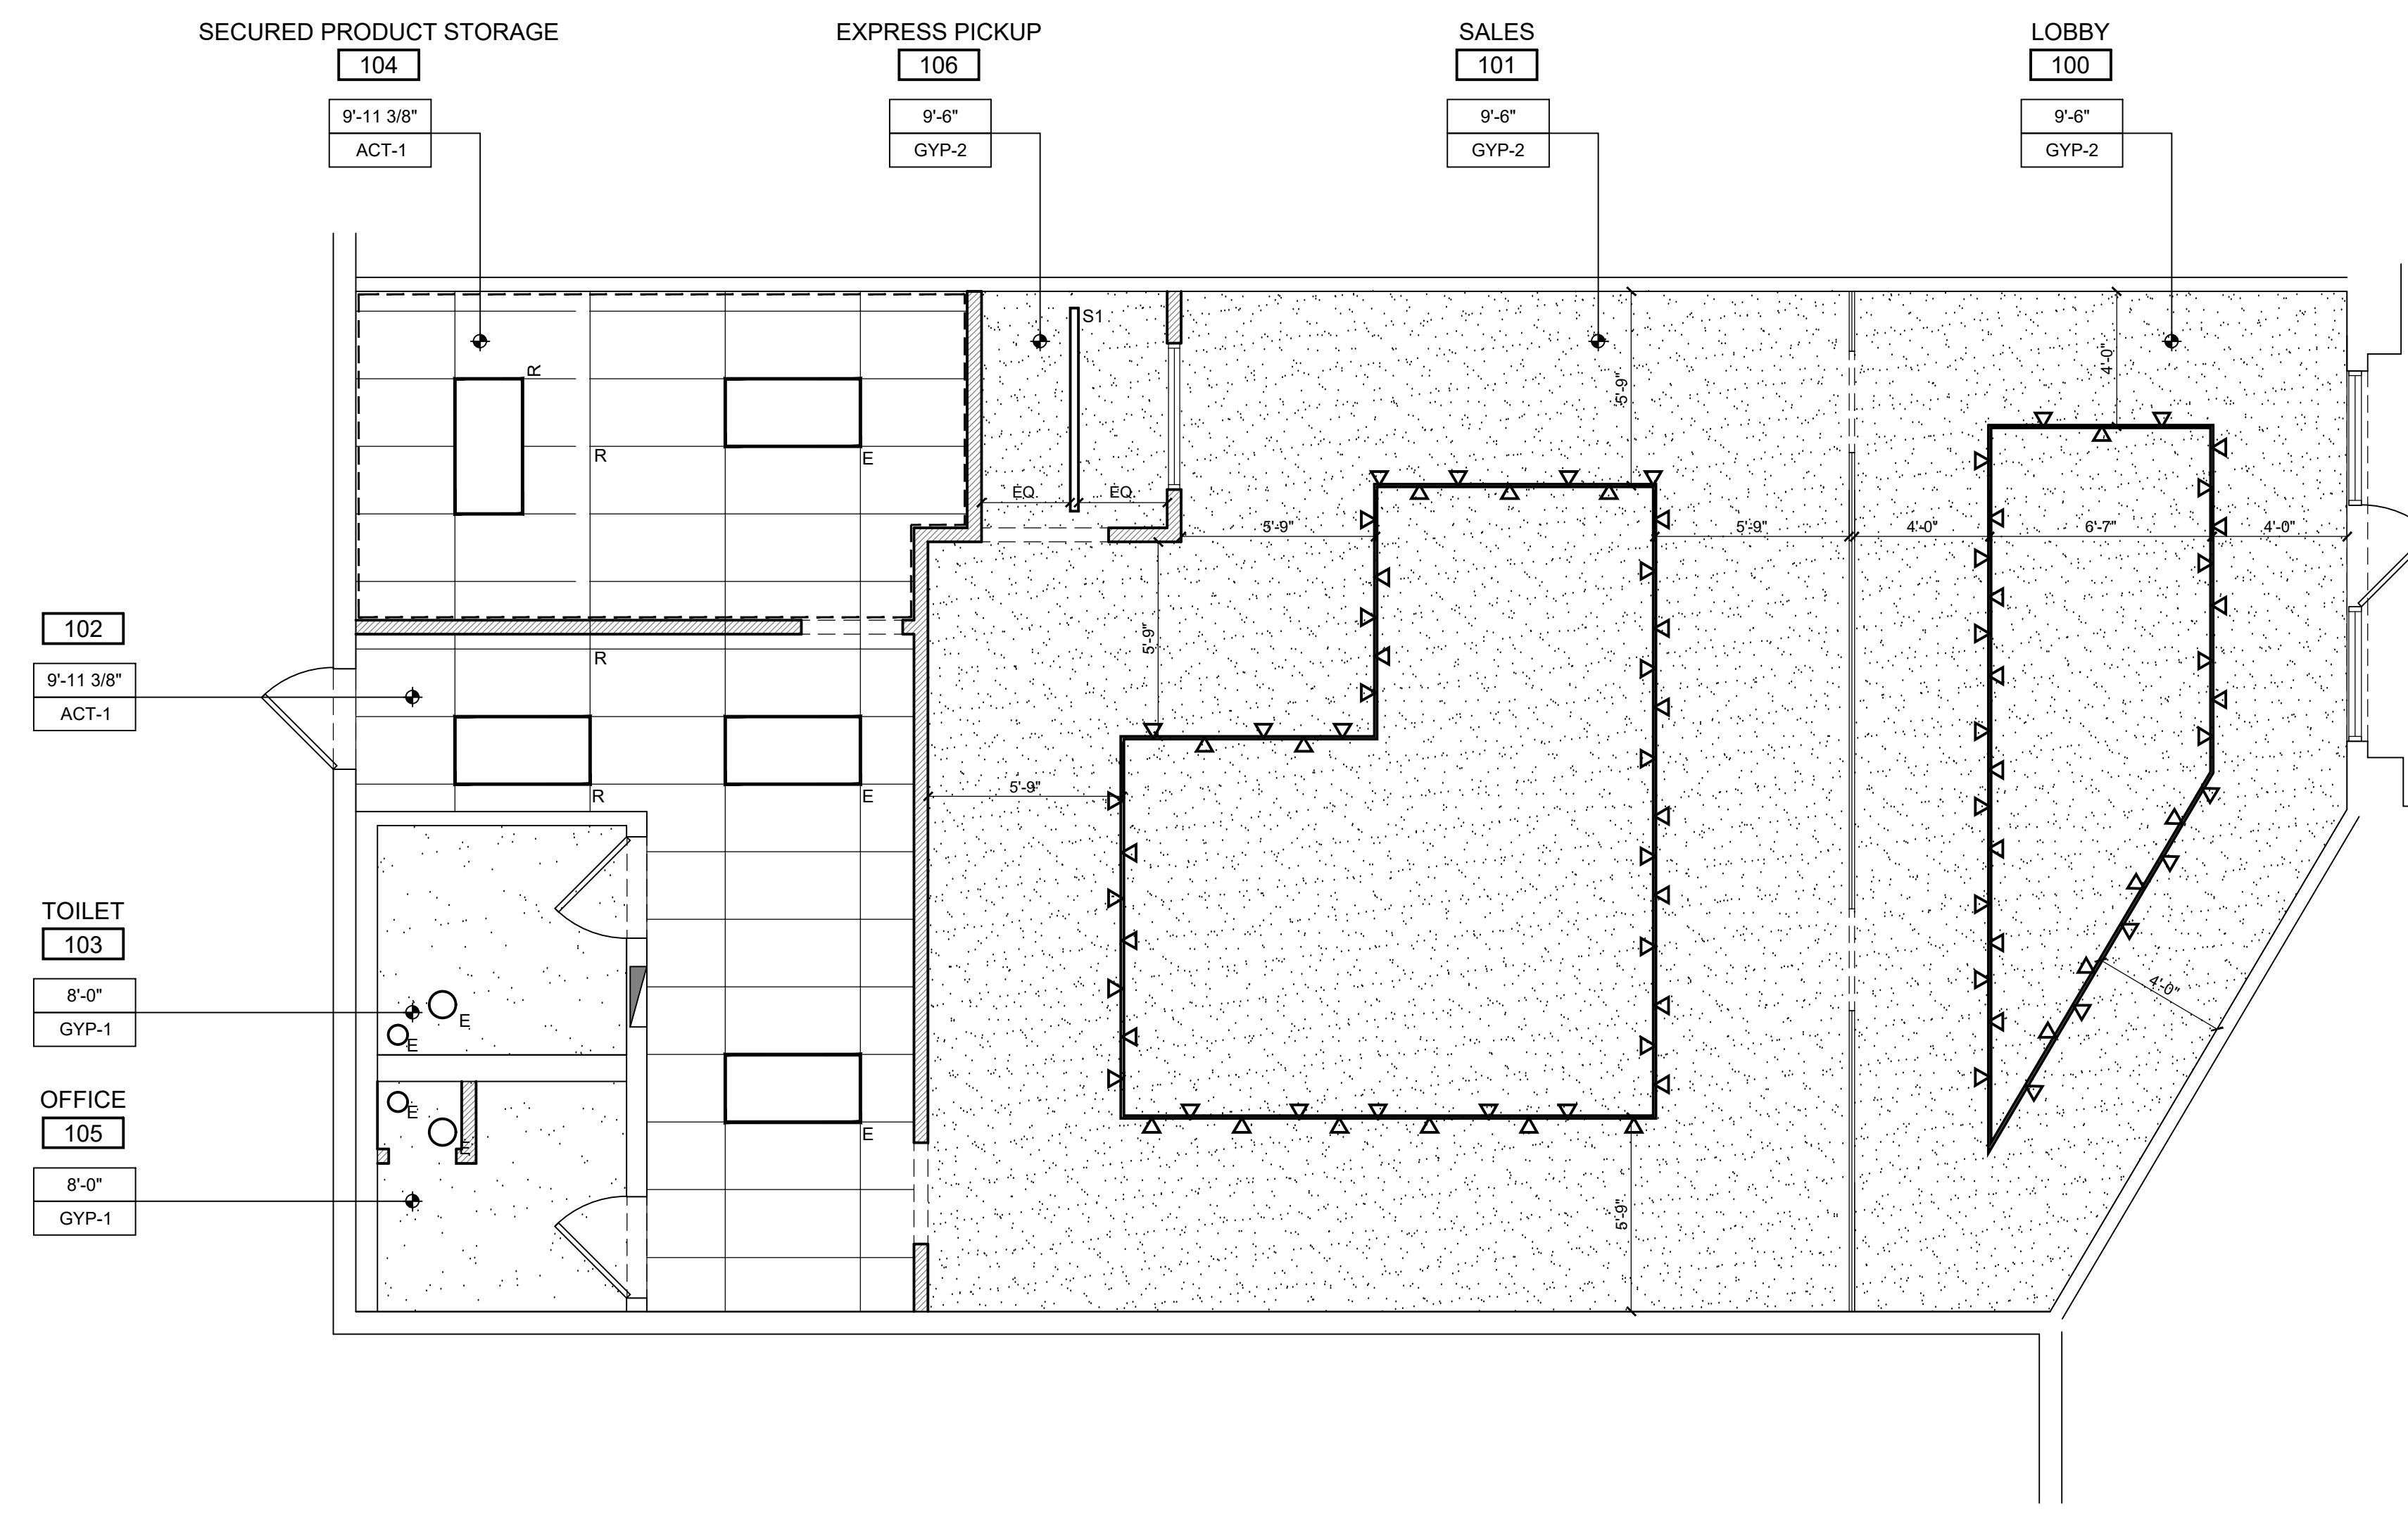 SECURED PRODUCT STORAGE
104
9'-11 3/8"
ACT-1
EXPRESS PICKUP
106
9'-6"
GYP-2
SALES
101
9'-6"
GYP-2
LOBBY
100
9'-6"
GYP-2
S1
R
R
E
EQ.
EQ.
5'-9"
4'-0"
5'-9"
5'-9"
4'-0"
6'-7"
4'-0"
102
9'-11 3/8"
ACT-1
R
5'-9"
R
E
5'-9"
TOILET
103
8'-0"
GYP-1
E
E
4'-0"
OFFICE
105
8'-0"
GYP-1
E
E
E
5'-9"
"